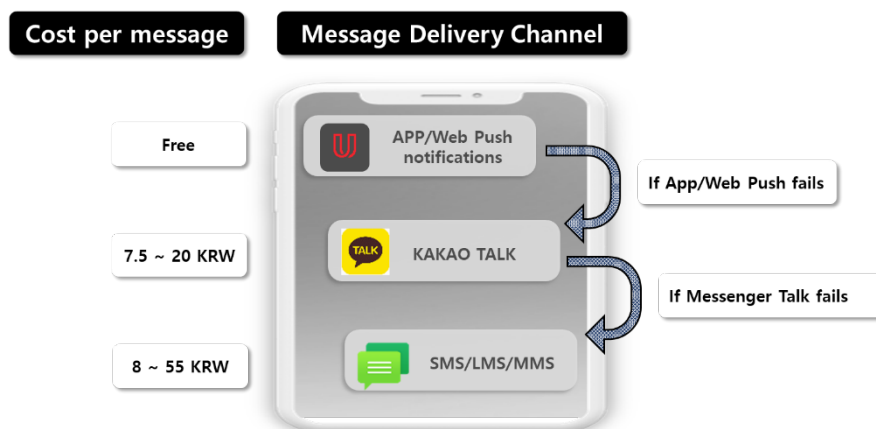 Cost per message
Message Delivery Channel
Free
APP/Web Push
notifications
If App/Web Push fails
7.5 ~ 20 KRW
TALK
KAKAO TALK
If Messenger Talk fails
8 ~ 55 KRW
SMS/LMS/MMS